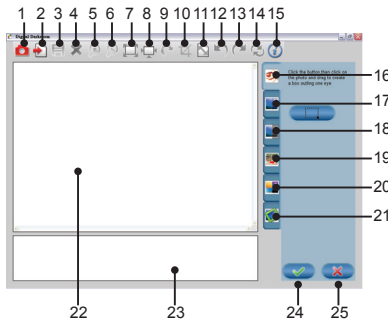 1 2 3 4 5 6 7 8 9 10 11 12 13 14 15
Digital Darkroom
Click the button,then click on
the photo and drag to create
a box outling one eye
16
17
18
19
20
21
22 23 24 25